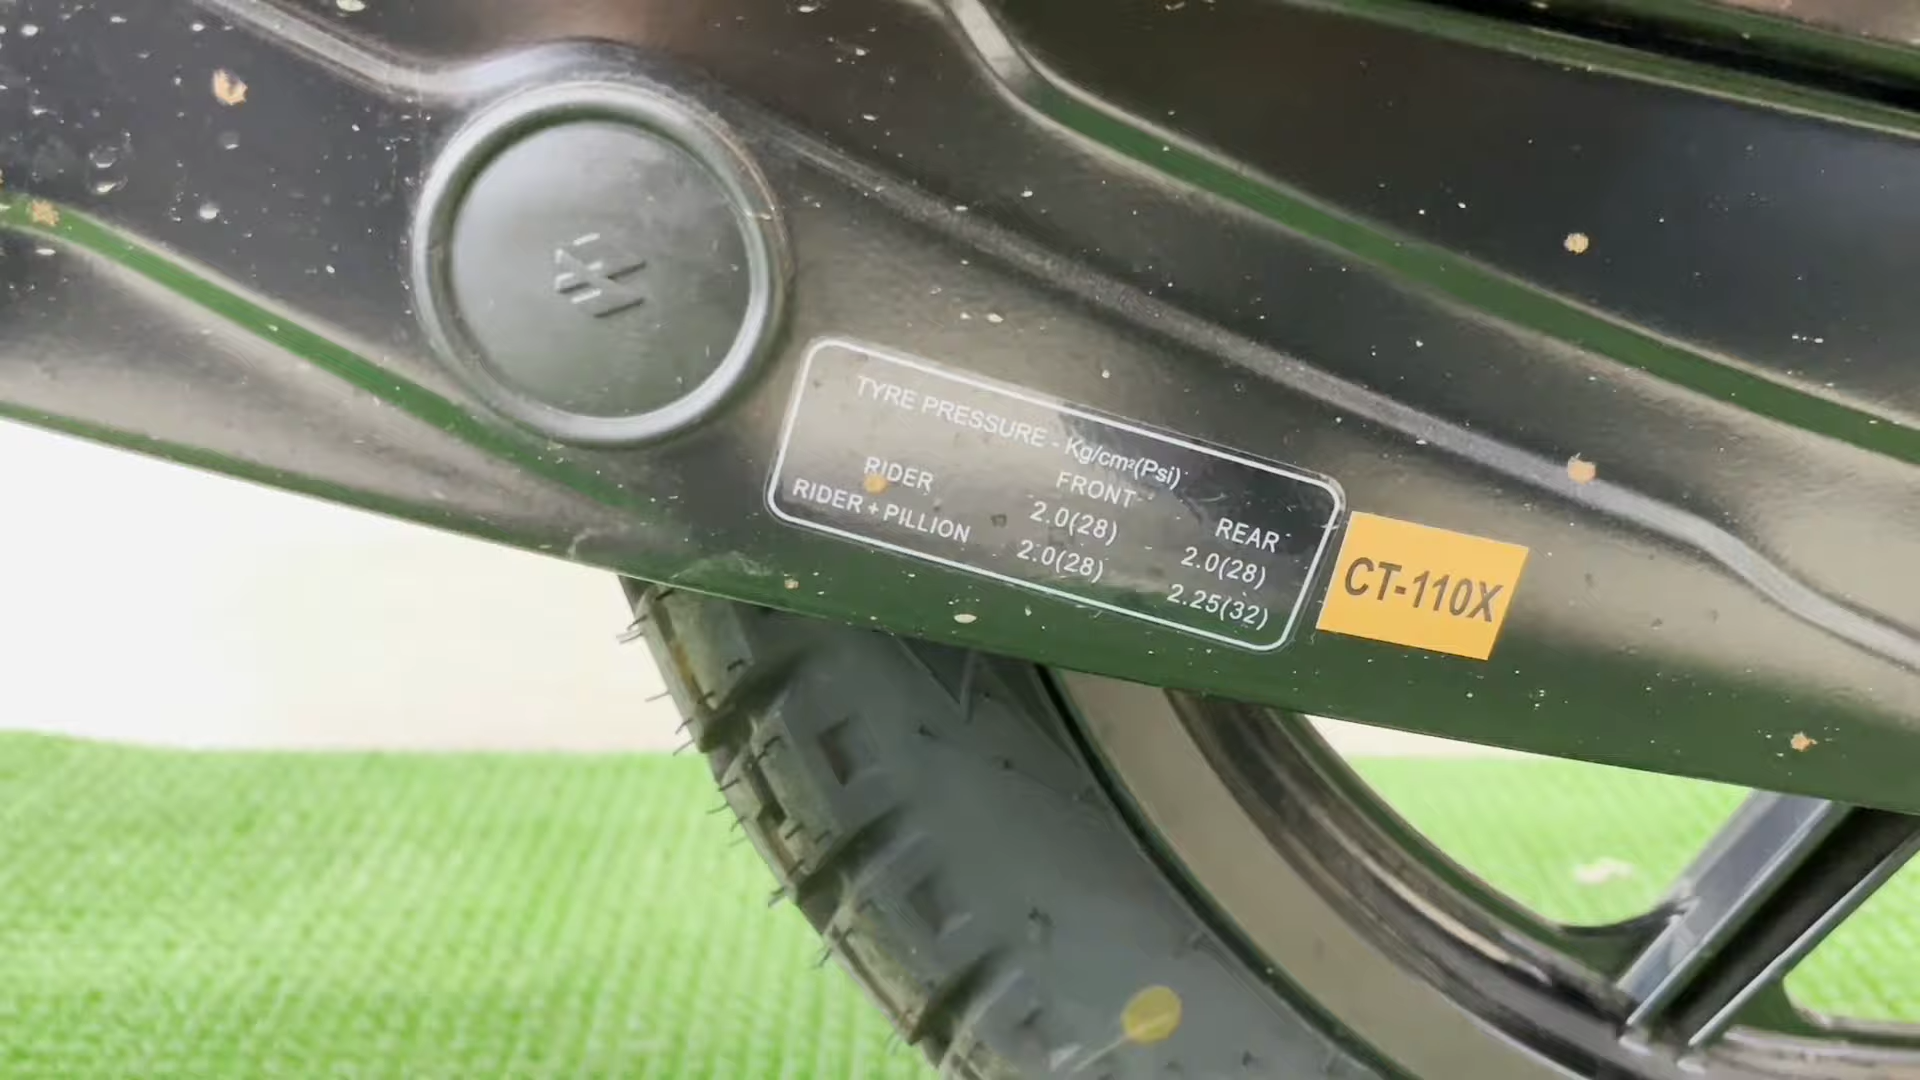 TYRE PRESSURE - Kg/cm²(Psi)
FRONT REAR
RIDER 2.0(28) 2.0(28)
RIDER + PILLION 2.0(28) 2.25(32)
CT-110X